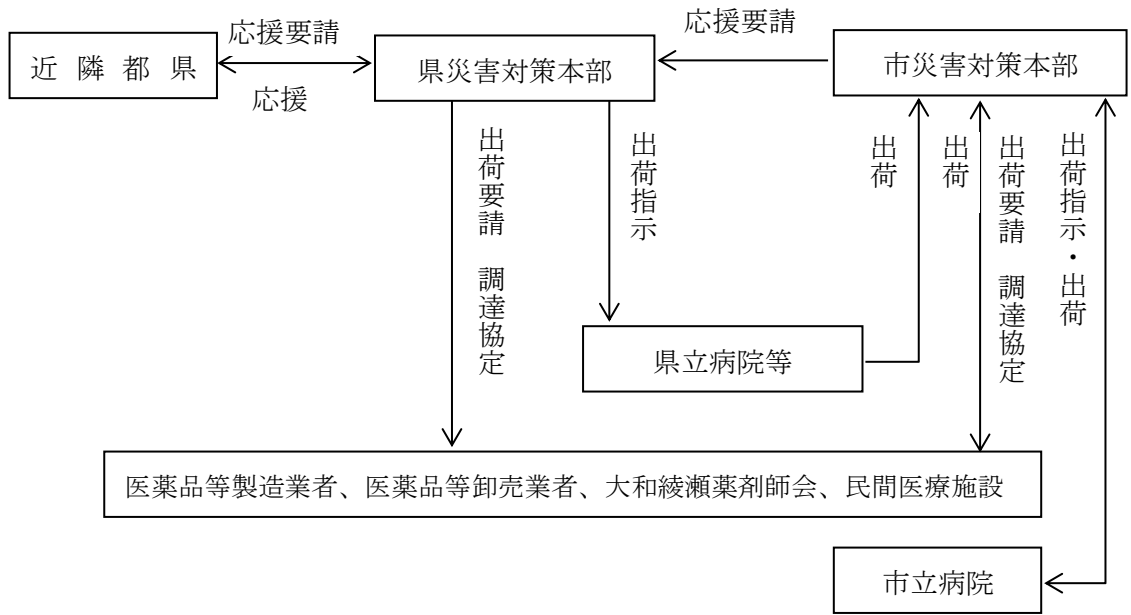 応援要請
応援要請
近隣都県
県災害対策本部
市災害対策本部
応援
出荷要請 調達協定
出荷指示
出荷
出荷
出荷要請 調達協定
出荷指示・出荷
県立病院等
医薬品等製造業者、医薬品等卸売業者、大和綾瀬薬剤師会、民間医療施設
市立病院